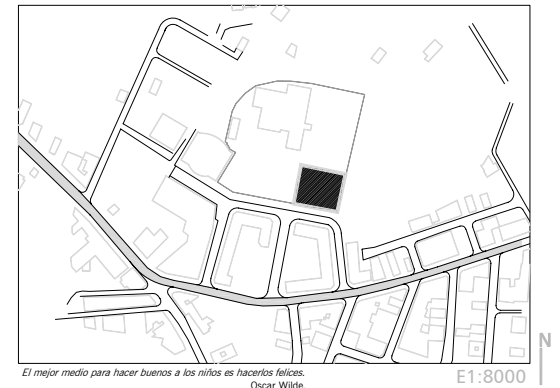 El mejor medio para hacer buenos a los niños es hacerlos felices.
Oscar Wilde.
E1:8000
N